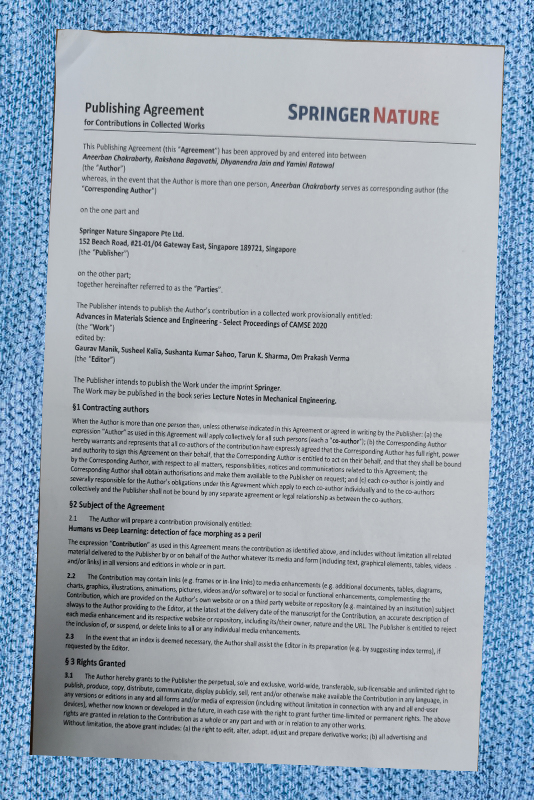 Publishing Agreement
for Contributions in Collected Works
SPRINGER NATURE
This Publishing Agreement (this "Agreement") has been approved by and entered into between
Aneerban Chakraborty, Rakshana Bagavathi, Dhyanendra Jain and Yamini Ratawal
(the "Author")
whereas, in the event that the Author is more than one person, Aneerban Chakraborty serves as corresponding author (the
"Corresponding Author")
on the one part and
Springer Nature Singapore Pte Ltd.
152 Beach Road, #21-01/04 Gateway East, Singapore 189721, Singapore
(the "Publisher")
on the other part;
together hereinafter referred to as the "Parties".
The Publisher intends to publish the Author's contribution in a collected work provisionally entitled:
Advances in Materials Science and Engineering - Select Proceedings of CAMSE 2020
(the "Work")
edited by:
Gaurav Manik, Susheel Kalia, Sushanta Kumar Sahoo, Tarun K. Sharma, Om Prakash Verma
(the "Editor")
The Publisher intends to publish the Work under the imprint Springer.
The Work may be published in the book series Lecture Notes in Mechanical Engineering.
§1 Contracting authors
When the Author is more than one person then, unless otherwise indicated in this Agreement or agreed in writing by the Publisher: (a) the
expression "Author" as used in this Agreement will apply collectively for all such persons (each a "co-author"); (b) the Corresponding Author
hereby warrants and represents that all co-authors of the contribution have expressly agreed that the Corresponding Author has full right, power
and authority to sign this Agreement on their behalf, that the Corresponding Author is entitled to act on their behalf, and that they shall be bound
by the Corresponding Author, with respect to all matters, responsibilities, notices and communications related to this Agreement; the
Corresponding Author shall obtain authorisations and make them available to the Publisher on request; and (c) each co-author is jointly and
severally responsible for the Author's obligations under this Agreement which apply to each co-author individually and to the co-authors
collectively and the Publisher shall not be bound by any separate agreement or legal relationship as between the co-authors.
§2 Subject of the Agreement
2.1 The Author will prepare a contribution provisionally entitled:
Humans vs Deep Learning: detection of face morphing as a peril
The expression "Contribution" as used in this Agreement means the contribution as identified above, and includes without limitation all related
material delivered to the Publisher by or on behalf of the Author whatever its media and form (including text, graphical elements, tables, videos
and/or links) in all versions and editions in whole or in part.
2.2 The Contribution may contain links (e.g. frames or in-line links) to media enhancements (e.g. additional documents, tables, diagrams,
charts, graphics, illustrations, animations, pictures, videos and/or software) or to social or functional enhancements, complementing the
Contribution, which are provided on the Author's own website or on a third party website or repository (e.g. maintained by an institution) subject
always to the Author providing to the Editor, at the latest at the delivery date of the manuscript for the Contribution, an accurate description of
each media enhancement and its respective website or repository, including its/their owner, nature and the URL. The Publisher is entitled to reject
the inclusion of, or suspend, or delete links to all or any individual media enhancements.
2.3 In the event that an index is deemed necessary, the Author shall assist the Editor in its preparation (e.g. by suggesting index terms), if
requested by the Editor.
§ 3 Rights Granted
3.1 The Author hereby grants to the Publisher the perpetual, sole and exclusive, world-wide, transferable, sub-licensable and unlimited right to
publish, produce, copy, distribute, communicate, display publicly, sell, rent and/or otherwise make available the Contribution in any language, in
any versions or editions in any and all forms and/or media of expression (including without limitation in connection with any and all end-user
devices), whether now known or developed in the future, in each case with the right to grant further time-limited or permanent rights. The above
rights are granted in relation to the Contribution as a whole or any part and with or in relation to any other works.
Without limitation, the above grant includes: (a) the right to edit, alter, adapt, adjust and prepare derivative works; (b) all advertising and